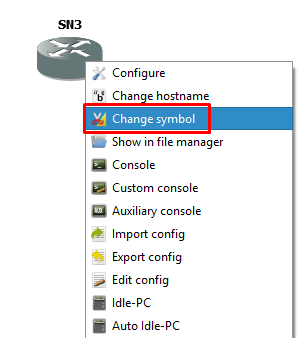 SN3
Configure
Change hostname
Change symbol
Show in file manager
Console
Custom console
Auxiliary console
Import config
Export config
Edit config
Idle-PC
Auto Idle-PC